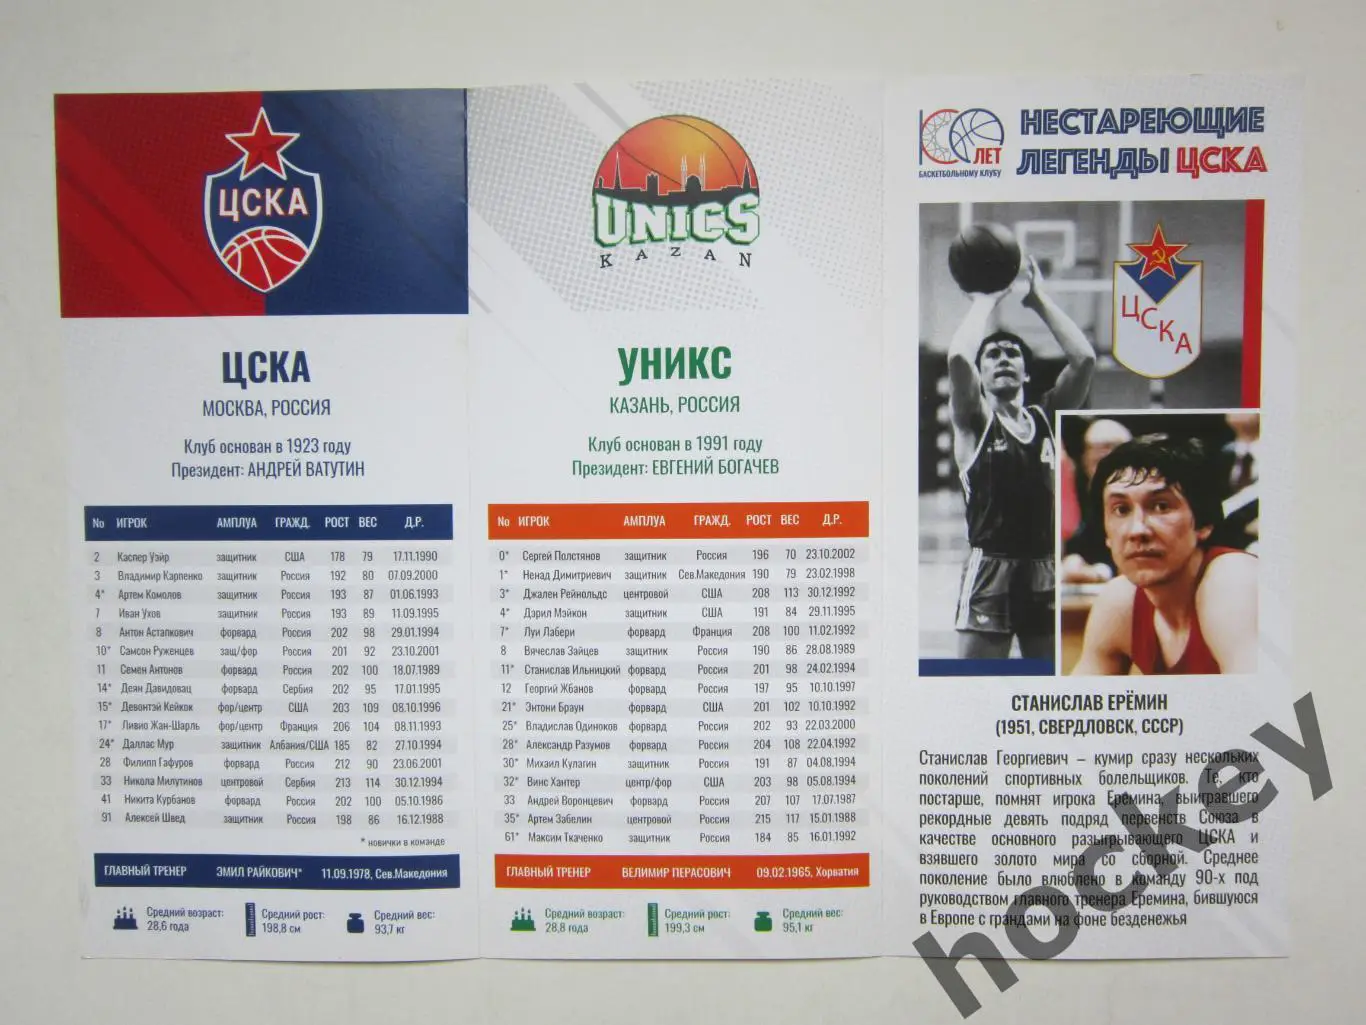 ЦСКА
ЦСКА
МОСКВА, РОССИЯ
Клуб основан в 1923 году
Президент: АНДРЕЙ ВАТУТИН
№ ИГРОК АМПЛУА ГРАЖД. РОСТ ВЕС Д.Р.
2 Каспер Уэйр защитник США 178 79 17.11.1990
3 Владимир Карпенко защитник Россия 192 80 07.09.2000
4* Артем Комолов защитник Россия 193 87 01.06.1993
7 Иван Ухов защитник Россия 193 89 11.09.1995
8 Антон Астапкович форвард Россия 202 98 29.01.1994
10* Самсон Руженцев защ/фор Россия 201 92 23.10.2001
11 Семен Антонов форвард Россия 202 100 18.07.1989
14* Деян Давидовац форвард Сербия 202 95 17.01.1995
15* Девонтэй Кейкок фор/центр США 203 109 08.10.1996
17* Ливио Жан-Шарль фор/центр Франция 206 104 08.11.1993
24* Даллас Мур защитник Албания/США 185 82 27.10.1994
28 Филипп Гафуров форвард Россия 212 90 23.06.2001
33 Никола Милутинов центровой Сербия 213 114 30.12.1994
41 Никита Курбанов форвард Россия 202 100 05.10.1986
91 Алексей Швед защитник Россия 198 86 16.12.1988
* новички в команде
ГЛАВНЫЙ ТРЕНЕР ЭМИЛ РАЙКОВИЧ* 11.09.1978, Сев.Македония
Средний возраст: 28,6 года
Средний рост: 198,8 см
Средний вес: 93,7 кг
UNICS
KAZAN
УНИКС
КАЗАНЬ, РОССИЯ
Клуб основан в 1991 году
Президент: ЕВГЕНИЙ БОГАЧЕВ
№ ИГРОК АМПЛУА ГРАЖД. РОСТ ВЕС Д.Р.
0* Сергей Полстянов защитник Россия 196 70 23.10.2002
1* Ненад Димитриевич защитник Сев.Македония 190 79 23.02.1998
3* Джален Рейнольдс центровой США 208 113 30.12.1992
4* Дэрил Мэйкон защитник США 191 84 29.11.1995
7* Луи Лабери форвард Франция 208 100 11.02.1992
8 Вячеслав Зайцев защитник Россия 190 86 28.08.1989
11* Станислав Ильницкий форвард Россия 201 98 24.02.1994
12 Георгий Жбанов форвард Россия 197 95 10.10.1997
21* Энтони Браун форвард США 201 102 10.10.1992
25* Владислав Одиноков форвард Россия 202 93 22.03.2000
28* Александр Разумов форвард Россия 204 108 22.04.1992
30* Михаил Кулагин защитник Россия 191 87 04.08.1994
32* Винс Хантер центр/фор США 203 98 05.08.1994
33 Андрей Воронцевич форвард Россия 207 107 17.07.1987
35* Артем Забелин центровой Россия 215 117 15.01.1988
61* Максим Ткаченко защитник Россия 184 85 16.01.1992
ГЛАВНЫЙ ТРЕНЕР ВЕЛИМИР ПЕРАСОВИЧ 09.02.1965, Хорватия
Средний возраст: 28,8 года
Средний рост: 199,3 см
Средний вес: 95,1 кг
100 ЛЕТ
БАСКЕТБОЛЬНОМУ КЛУБУ
НЕСТАРЕЮЩИЕ
ЛЕГЕНДЫ ЦСКА
ЦСКА
4
СТАНИСЛАВ ЕРЁМИН
(1951, СВЕРДЛОВСК, СССР)
Станислав Георгиевич – кумир сразу нескольких
поколений спортивных болельщиков. Те, кто
постарше, помнят игрока Еремина, выигравшего
рекордные девять подряд первенств Союза в
качестве основного разыгрывающего ЦСКА и
взявшего золото мира со сборной. Среднее
поколение было влюблено в команду 90-х под
руководством главного тренера Еремина, бившуюся
в Европе с грандами на фоне безденежья
hockey